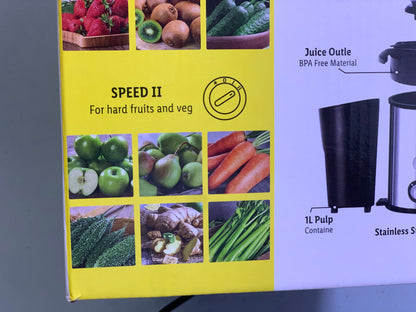 SPEED II
For hard fruits and veg
Juice Outle
BPA Free Material
1L Pulp
Containe
Stainless S